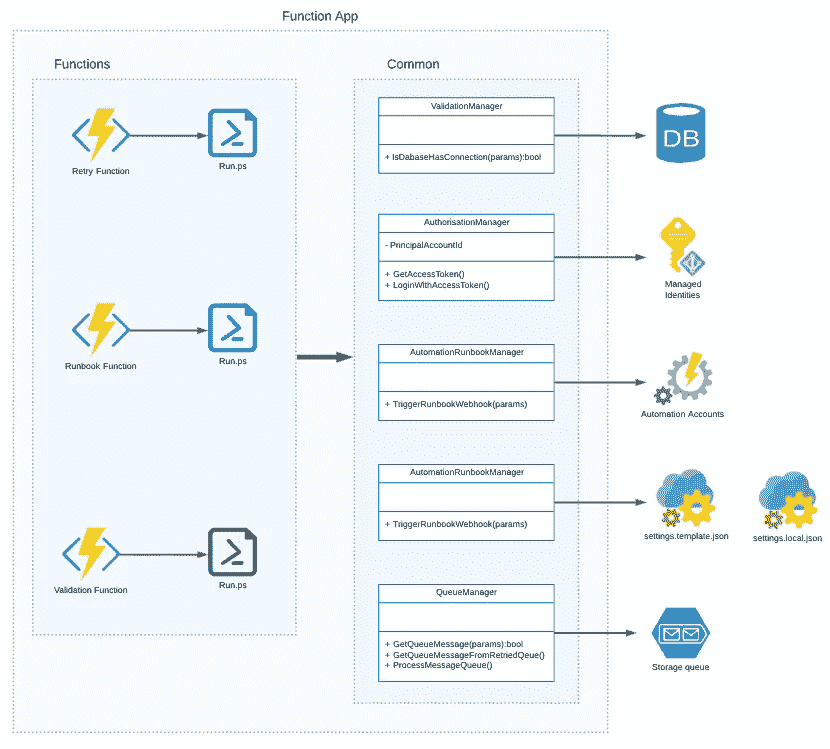 Function App
Functions
Common
Retry Function
Run.ps
Runbook Function
Run.ps
Validation Function
Run.ps
ValidationManager
+ IsDabaseHasConnection(params):bool
DB
AuthorisationManager
- PrincipalAccountId
+ GetAccessToken()
+ LoginWithAccessToken()
Managed
Identities
AutomationRunbookManager
+ TriggerRunbookWebhook(params)
Automation Accounts
AutomationRunbookManager
+ TriggerRunbookWebhook(params)
settings.template.json
settings.local.json
QueueManager
+ GetQueueMessage(params):bool
+ GetQueueMessageFromRetriedQeue()
+ ProcessMessageQueue()
Storage queue